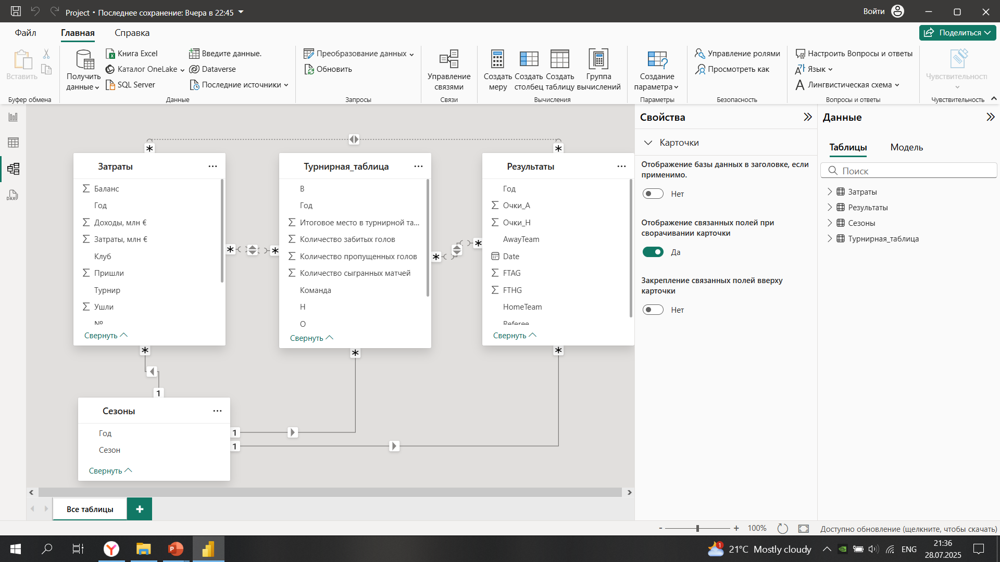 Project • Последнее сохранение: Вчера в 22:45
Войти
Файл
Главная
Справка
Поделиться
Вставить
Буфер обмена
Получить
данные
Книга Excel
Каталог OneLake
SQL Server
Введите данные.
Dataverse
Последние источники
Данные
Преобразование данных
Обновить
Запросы
Управление
связями
Связи
Создать
меру
Создать
столбец
Создать
таблицу
Группа
вычислений
Вычисления
Создание
параметра
Параметры
Управление ролями
Просмотреть как
Безопасность
Настроить Вопросы и ответы
Язык
Лингвистическая схема
Вопросы и ответы
Чувствительность
Чувствительность
DAX
Затраты
Баланс
Год
Доходы, млн €
Затраты, млн €
Клуб
Пришли
Турнир
Ушли
№
Свернуть
Турнирная_таблица
В
Год
Итоговое место в турнирной та...
Количество забитых голов
Количество пропущенных голов
Количество сыгранных матчей
Команда
Н
О
Свернуть
Результаты
Год
Очки_A
Очки_H
AwayTeam
Date
FTAG
FTHG
HomeTeam
Referee
Свернуть
Сезоны
Год
Сезон
Свернуть
*
*
*
*
*
*
*
*
*
1
1
1
Свойства
Карточки
Отображение базы данных в заголовке, если
применимо.
Нет
Отображение связанных полей при
сворачивании карточки
Да
Закрепление связанных полей вверху
карточки
Нет
Данные
Таблицы
Модель
Поиск
Затраты
Результаты
Сезоны
Турнирная_таблица
Все таблицы
+
- + 100%
Доступно обновление (щелкните, чтобы скачать)
1
21°C Mostly cloudy
ENG
21:36
28.07.2025